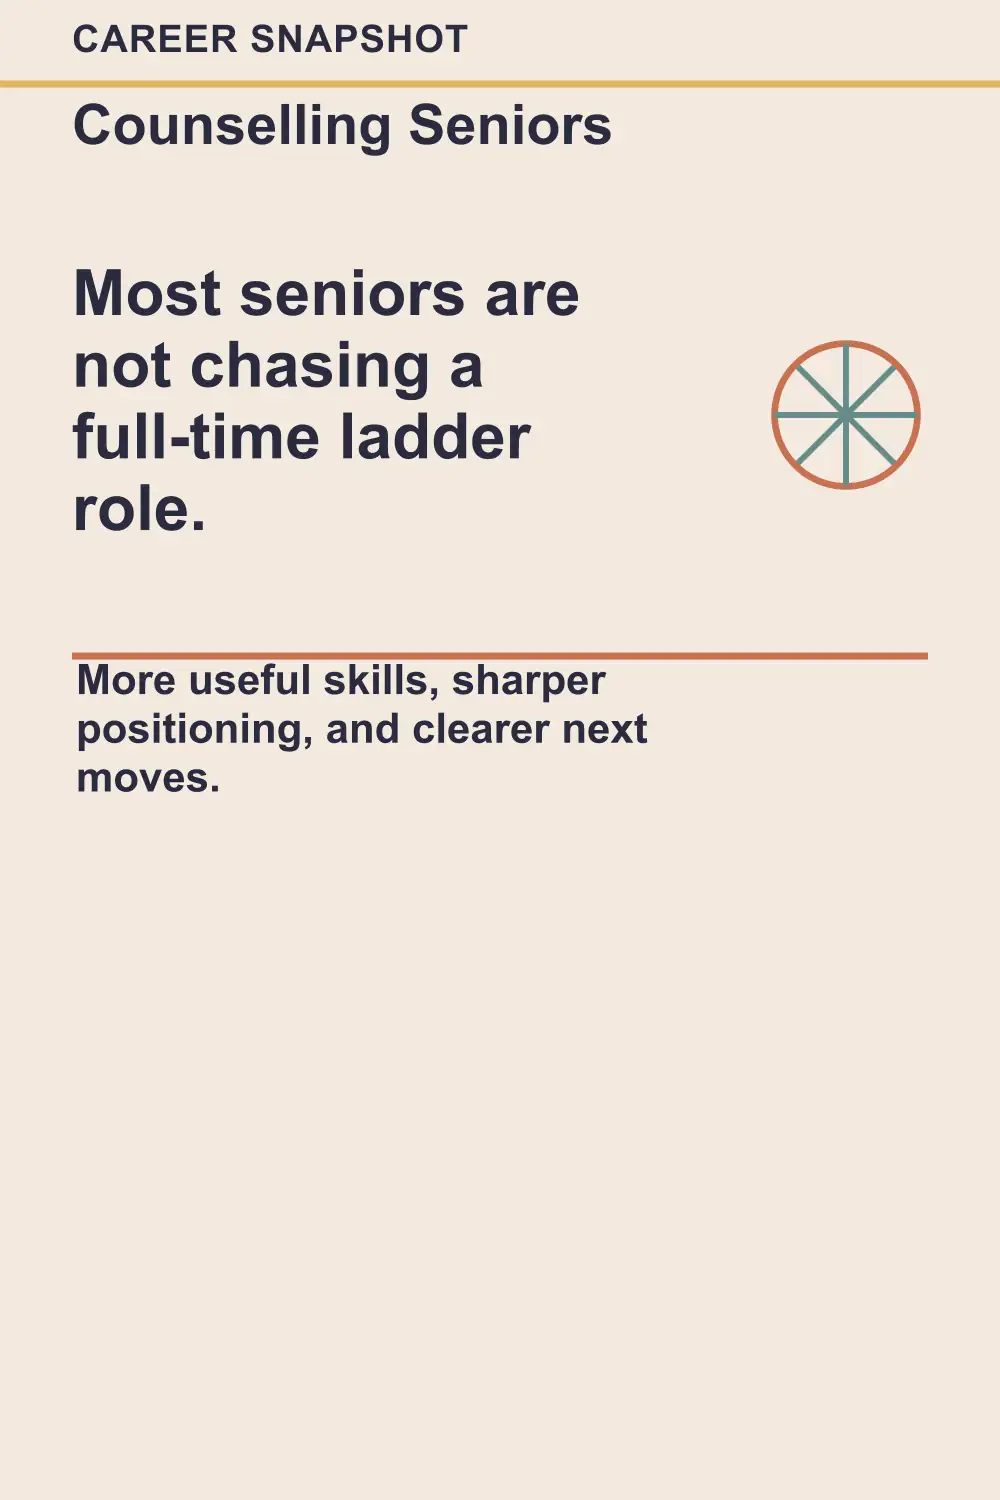 CAREER SNAPSHOT
Counselling Seniors
Most seniors are
not chasing a
full-time ladder
role.
More useful skills, sharper
positioning, and clearer next
moves.